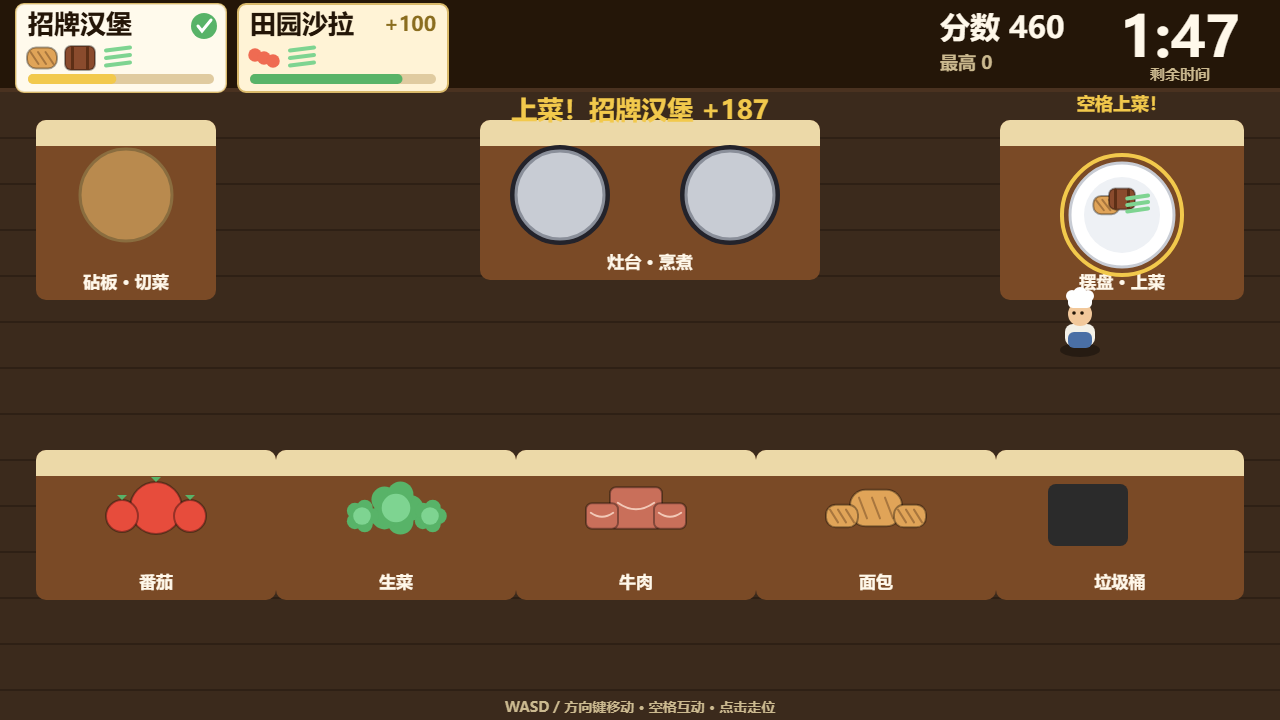 招牌汉堡
田园沙拉 +100
分数 460
最高 0
1:47
剩余时间
上菜！招牌汉堡 +187
空格上菜！
砧板 • 切菜
灶台 • 烹煮
摆盘 • 上菜
番茄
生菜
牛肉
面包
垃圾桶
WASD / 方向键移动 • 空格互动 • 点击走位